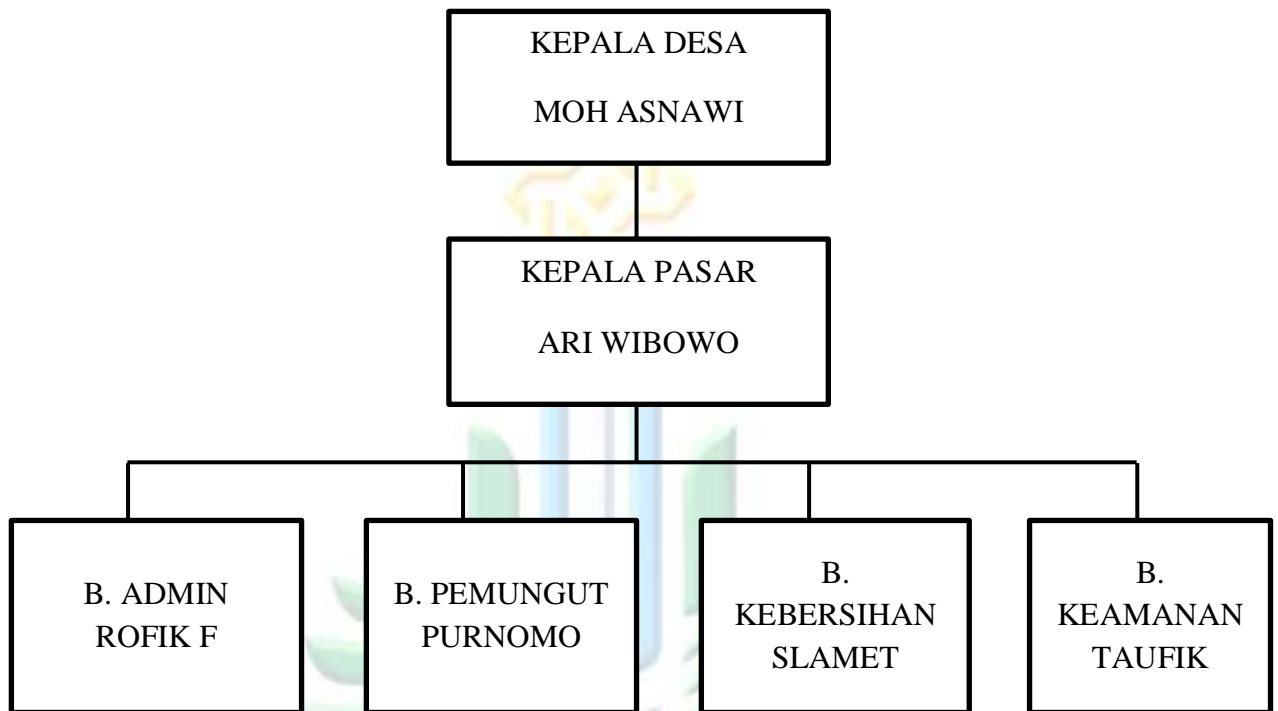 KEPALA DESA
MOH ASNAWI
KEPALA PASAR
ARI WIBOWO
B. ADMIN
ROFIK F
B. PEMUNGUT
PURNOMO
B.
KEBERSIHAN
SLAMET
B.
KEAMANAN
TAUFIK